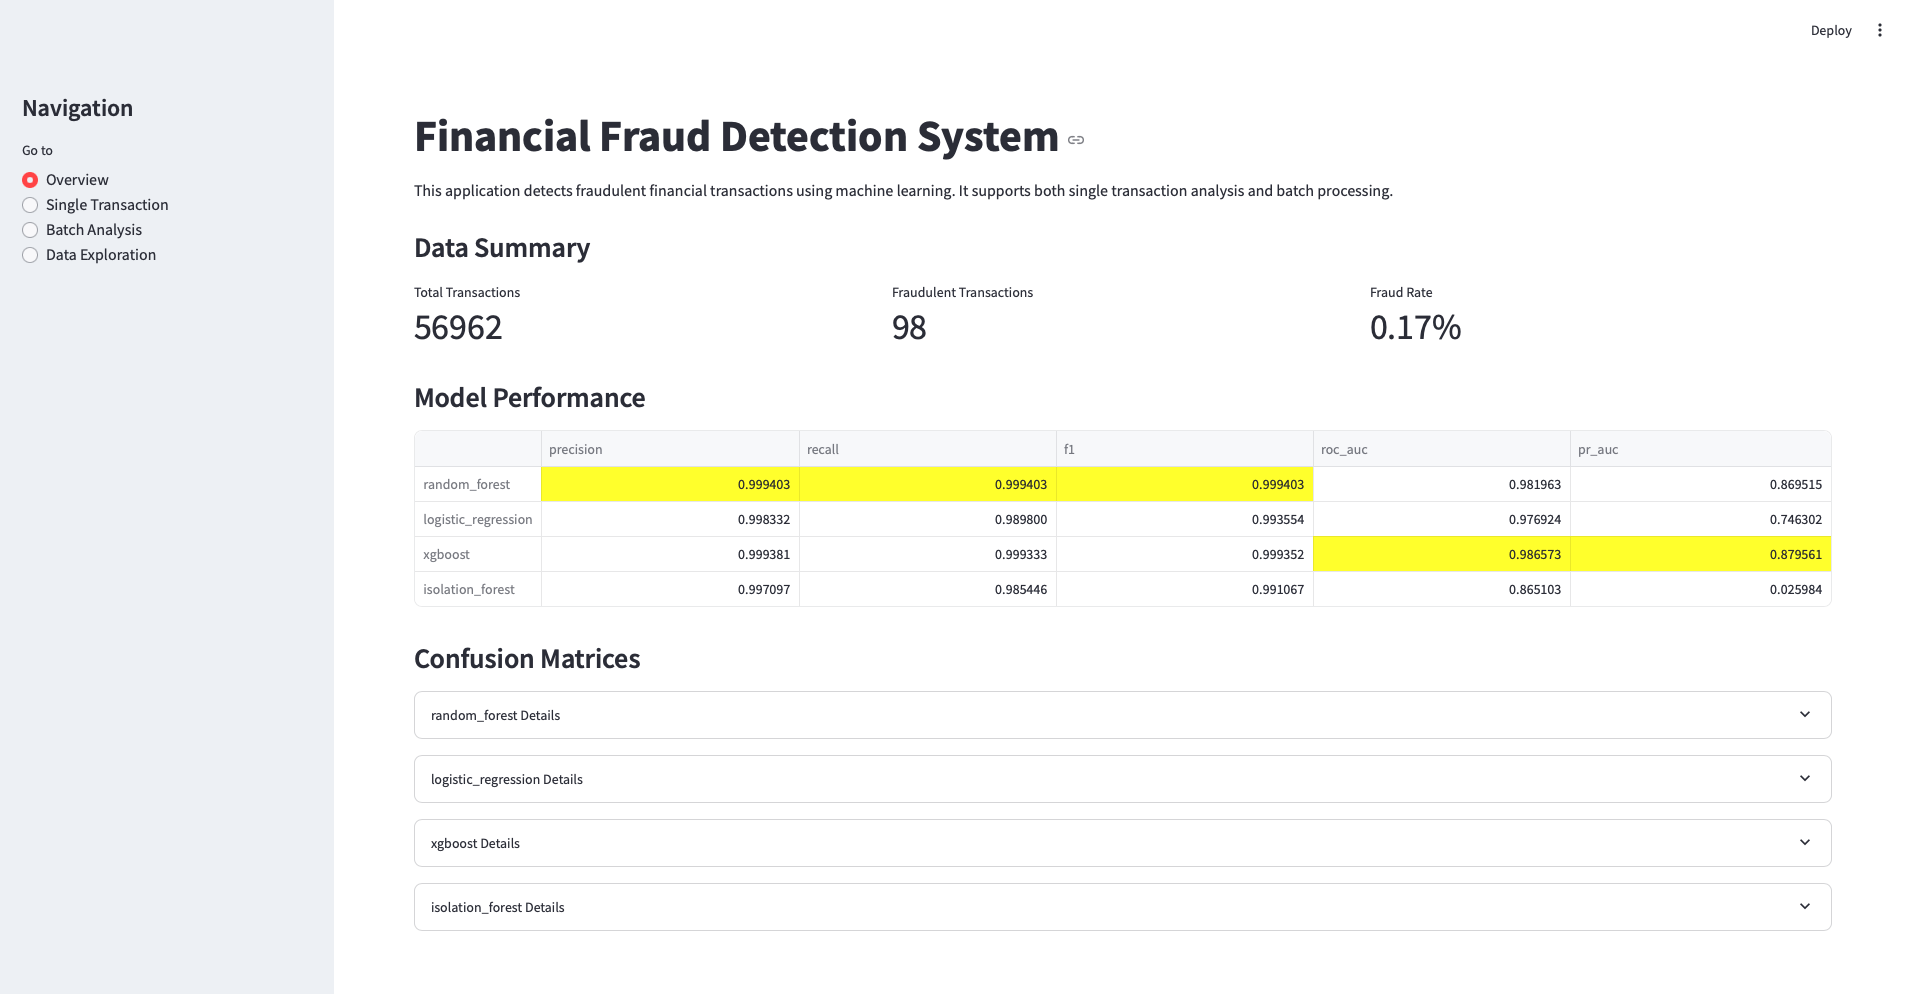 Deploy
Navigation
Go to
Overview
Single Transaction
Batch Analysis
Data Exploration
Financial Fraud Detection System
This application detects fraudulent financial transactions using machine learning. It supports both single transaction analysis and batch processing.
Data Summary
Total Transactions Fraudulent Transactions Fraud Rate
56962 98 0.17%
Model Performance
precision recall f1 roc_auc pr_auc
random_forest 0.999403 0.999403 0.999403 0.981963 0.869515
logistic_regression 0.998332 0.989800 0.993554 0.976924 0.746302
xgboost 0.999381 0.999333 0.999352 0.986573 0.879561
isolation_forest 0.997097 0.985446 0.991067 0.865103 0.025984
Confusion Matrices
random_forest Details
logistic_regression Details
xgboost Details
isolation_forest Details